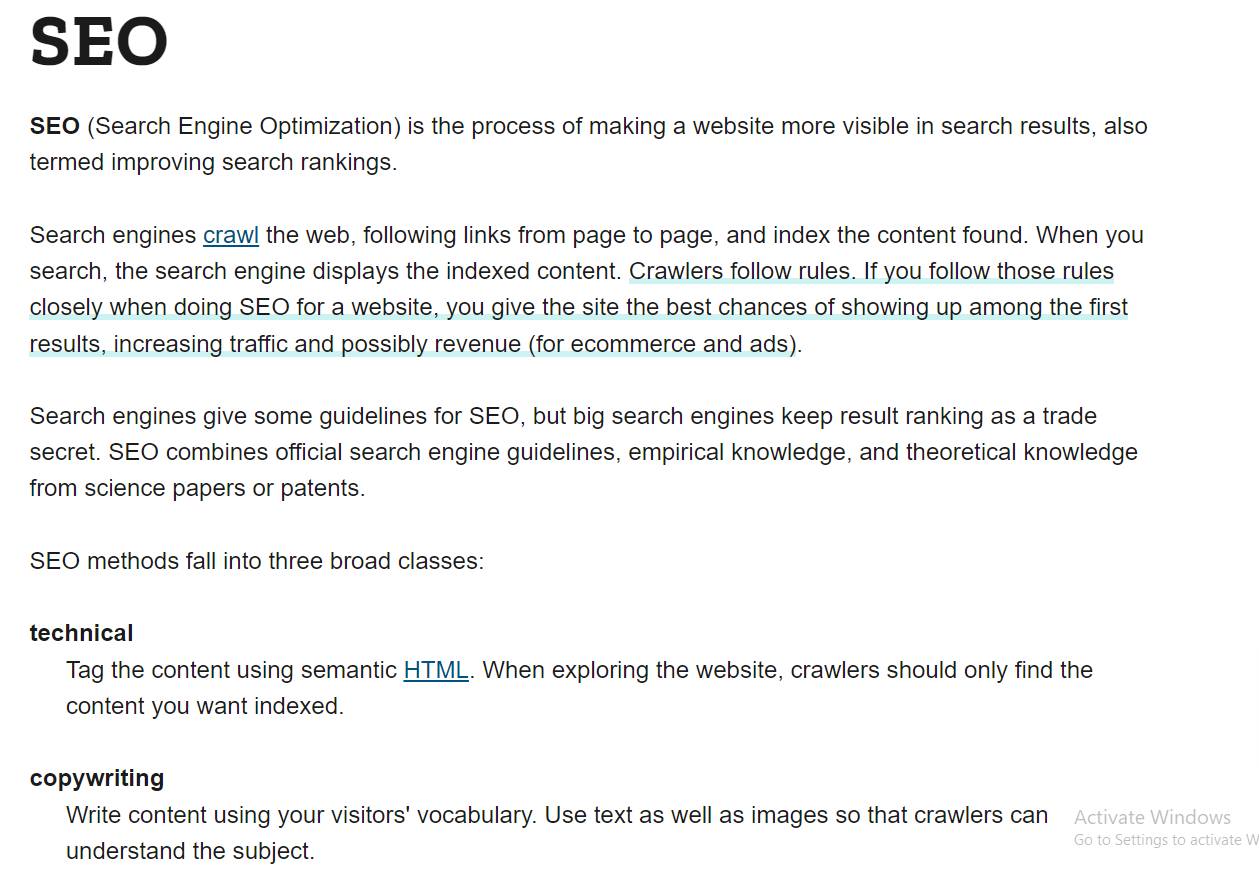 SEO
SEO (Search Engine Optimization) is the process of making a website more visible in search results, also
termed improving search rankings.
Search engines crawl the web, following links from page to page, and index the content found. When you
search, the search engine displays the indexed content. Crawlers follow rules. If you follow those rules
closely when doing SEO for a website, you give the site the best chances of showing up among the first
results, increasing traffic and possibly revenue (for ecommerce and ads).
Search engines give some guidelines for SEO, but big search engines keep result ranking as a trade
secret. SEO combines official search engine guidelines, empirical knowledge, and theoretical knowledge
from science papers or patents.
SEO methods fall into three broad classes:
technical
Tag the content using semantic HTML. When exploring the website, crawlers should only find the
content you want indexed.
copywriting
Write content using your visitors' vocabulary. Use text as well as images so that crawlers can
understand the subject.
Activate Windows
Go to Settings to activate W